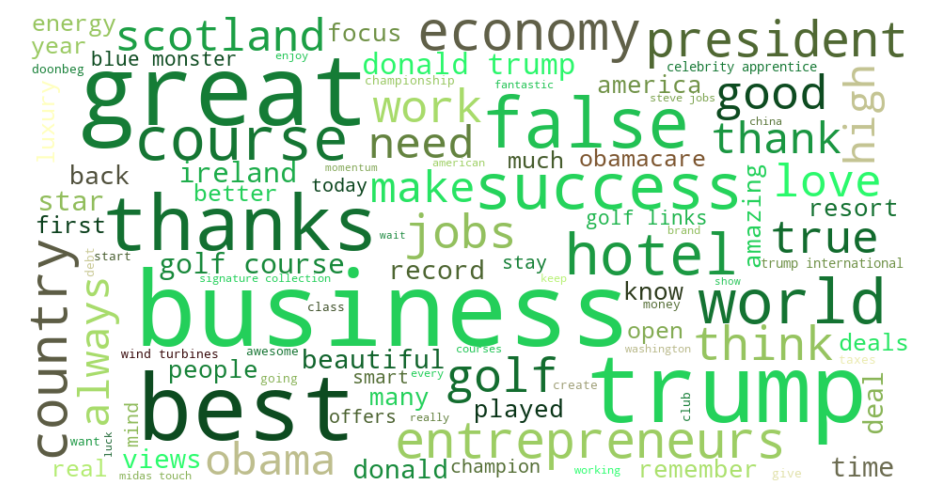 energy
scotland
focus
economy
president
year
blue monster
enjoy
donald trump
celebrity apprentice
doonbeg
great
championship
fantastic
america
steve jobs
good
high
luxury
course
work
false
china
thank
need
momentum
american
much
obamacare
back
ireland
better
today
make
success
amazing
love
star
thanks
golf links
resort
first
wait
jobs
brand
true
country
debt
start
golf course
record
stay
hotel
trump international
signature collection
keep
show
always
business
class
know
money
world
open
think
deals
wind turbines
awesome
beautiful
courses
washington
taxes
people
going
smart
every
golf
trump
create
best
many
club
deal
mind
offers
really
played
want
luck
entrepreneurs
real
views
obama
donald
champion
working
remember
give
time
midas touch